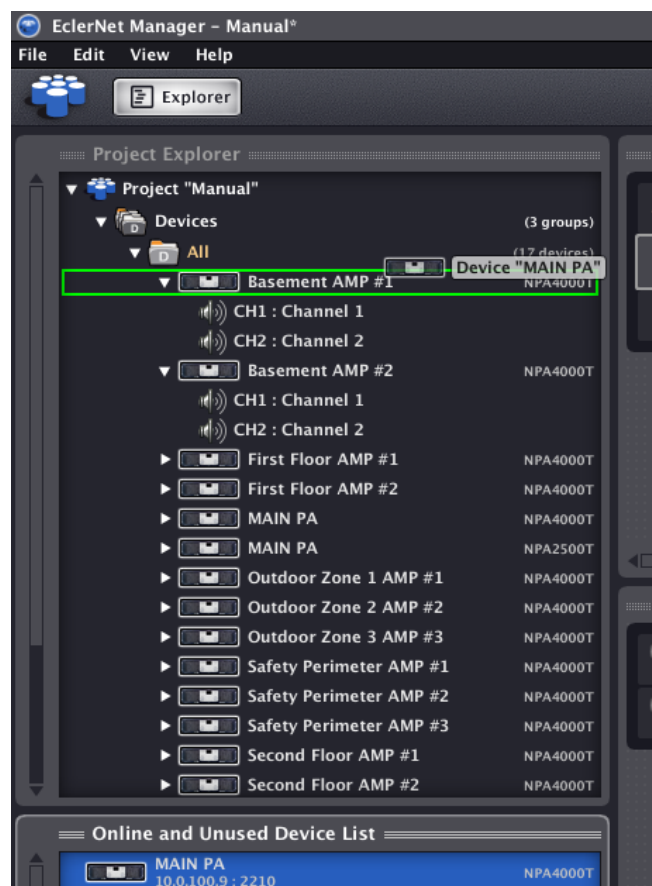 EclerNet Manager – Manual*
File Edit View Help
Explorer
Project Explorer
Project "Manual"
Devices (3 groups)
D
All (17 devices)
D
Device "MAIN PA"
Basement AMP #1 NPA4000T
CH1 : Channel 1
CH2 : Channel 2
Basement AMP #2 NPA4000T
CH1 : Channel 1
CH2 : Channel 2
First Floor AMP #1 NPA4000T
First Floor AMP #2 NPA4000T
MAIN PA NPA4000T
MAIN PA NPA2500T
Outdoor Zone 1 AMP #1 NPA4000T
Outdoor Zone 2 AMP #2 NPA4000T
Outdoor Zone 3 AMP #3 NPA4000T
Safety Perimeter AMP #1 NPA4000T
Safety Perimeter AMP #2 NPA4000T
Safety Perimeter AMP #3 NPA4000T
Second Floor AMP #1 NPA4000T
Second Floor AMP #2 NPA4000T
Online and Unused Device List
MAIN PA
10.0.100.9 : 2210 NPA4000T